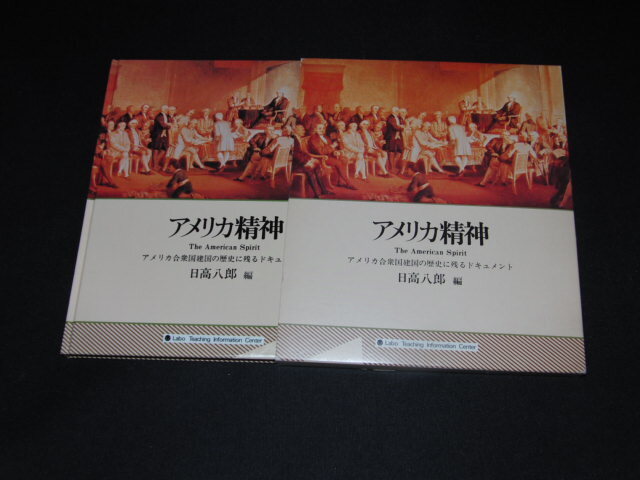 アメリカ精神
The American Spirit
アメリカ合衆国建国の歴史に残るドキュ
日高八郎 編
Labo Teaching Information Center
アメリカ精神
The American Spirit
アメリカ合衆国建国の歴史に残るドキュメント
日高八郎 編
Labo Teaching Information Center